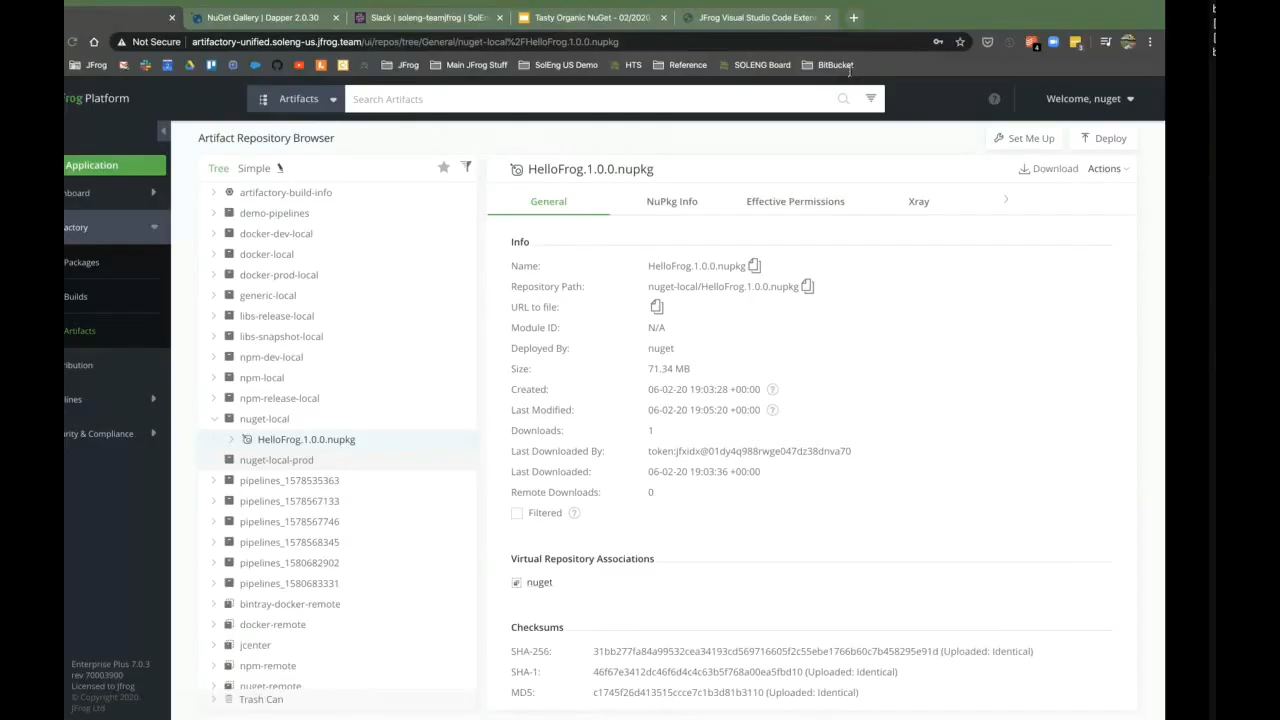 NuGet Gallery | Dapper 2.0.30
Slack | soleng-teamjfrog | SolEn
Tasty Organic NuGet - 02/2020
JFrog Visual Studio Code Exten
Not Secure
artifactory-unified.soleng-us.jfrog.team/ui/repos/tree/General/nuget-local%2FHelloFrog.1.0.0.nupkg
JFrog
HTS
Main JFrog Stuff
SolEng US Demo
HTS
Reference
SOLENG Board
BitBucket
frog Platform
Artifacts
Search Artifacts
Welcome, nuget
Artifact Repository Browser
Set Me Up
Deploy
Application
Tree
Simple
HelloFrog.1.0.0.nupkg
Download
Actions
nboard
factory
Packages
Builds
Artifacts
ribution
lines
rity & Compliance
artifactory-build-info
demo-pipelines
docker-dev-local
docker-local
docker-prod-local
generic-local
libs-release-local
libs-snapshot-local
npm-dev-local
npm-local
npm-release-local
nuget-local
HelloFrog.1.0.0.nupkg
nuget-local-prod
pipelines_1578535363
pipelines_1578567133
pipelines_1578567746
pipelines_1578568345
pipelines_1580682902
pipelines_1580683331
bintray-docker-remote
docker-remote
jcenter
npm-remote
nuget-remote
Trash Can
General
NuPkg Info
Effective Permissions
Xray
Info
Name: HelloFrog.1.0.0.nupkg
Repository Path: nuget-local/HelloFrog.1.0.0.nupkg
URL to file:
Module ID: N/A
Deployed By: nuget
Size: 71.34 MB
Created: 06-02-20 19:03:28 +00:00
Last Modified: 06-02-20 19:05:20 +00:00
Downloads: 1
Last Downloaded By: token:jfxidx@01dy4q988rwge047dz38dnva70
Last Downloaded: 06-02-20 19:03:36 +00:00
Remote Downloads: 0
Filtered
Virtual Repository Associations
nuget
Checksums
SHA-256: 31bb277fa84a99532cea34193cd569716605f2c55ebe1766b60c7b458295e91d (Uploaded: Identical)
SHA-1: 46f67e3412dc46f6d4c4c63b5f768a00ea5fbd10 (Uploaded: Identical)
MD5: c1745f26d413515ccce7c1b3d81b3110 (Uploaded: Identical)
Enterprise Plus 7.0.3
rev 70003900
Licensed to Jfrog
© Copyright 2020
JFrog Ltd